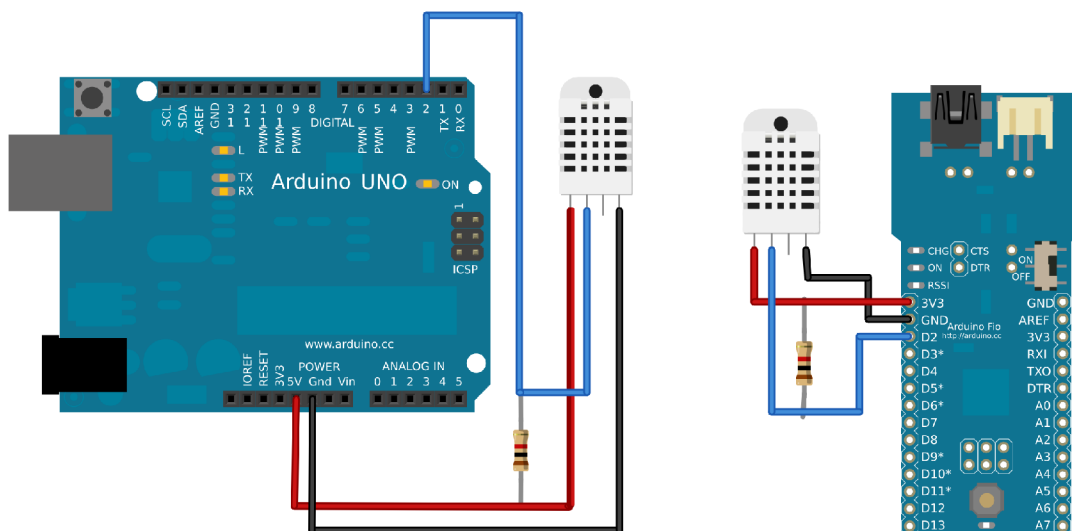 SCL
SDA
AREF
GND
13
12
PWM 11
PWM 10
PWM 9
8
DIGITAL
7
PWM 6
PWM 5
4
PWM 3
2
TX 1
RX 0
L
TX
RX
Arduino UNO
ON
1
ICSP
www.arduino.cc
POWER
ANALOG IN
IOREF
RESET
3V3
5V Gnd Vin
0 1 2 3 4 5
CHG CTS
ON DTR
RSSI
ON
OFF
3V3 GND
GND AREF
Arduino Fio
http://arduino.cc
D2 3V3
D3* RXI
D4 TXO
D5* DTR
D6* A0
D7 A1
D8 A2
D9* A3
D10* A4
D11* A5
D12 A6
D13 A7